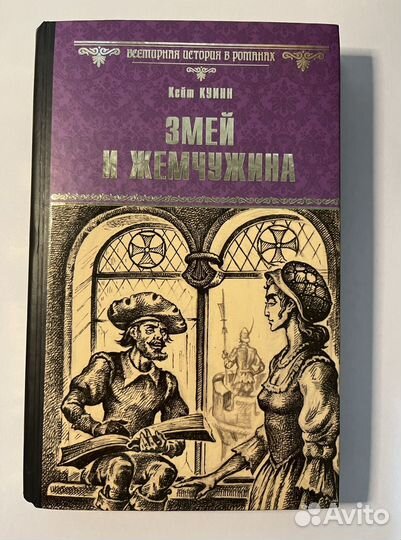 ВСЕМИРНАЯ ИСТОРИЯ В РОМАНАХ
Кейт КУИНН
ЗМЕЙ
И ЖЕМЧУЖИНА
Avito